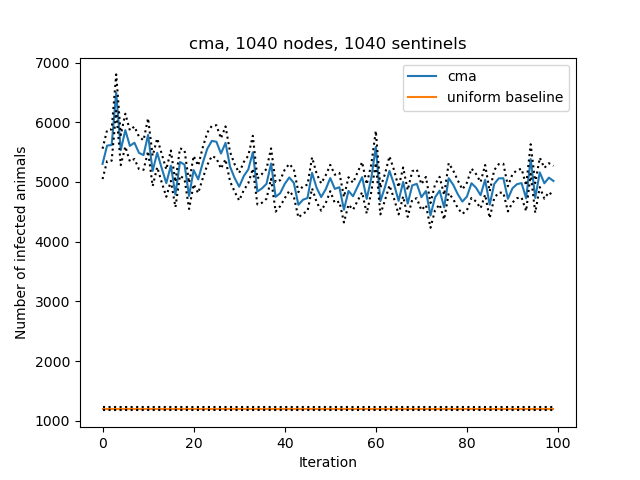 cma, 1040 nodes, 1040 sentinels
cma
uniform baseline
Number of infected animals
7000
6000
5000
4000
3000
2000
1000
0 20 40 60 80 100
Iteration